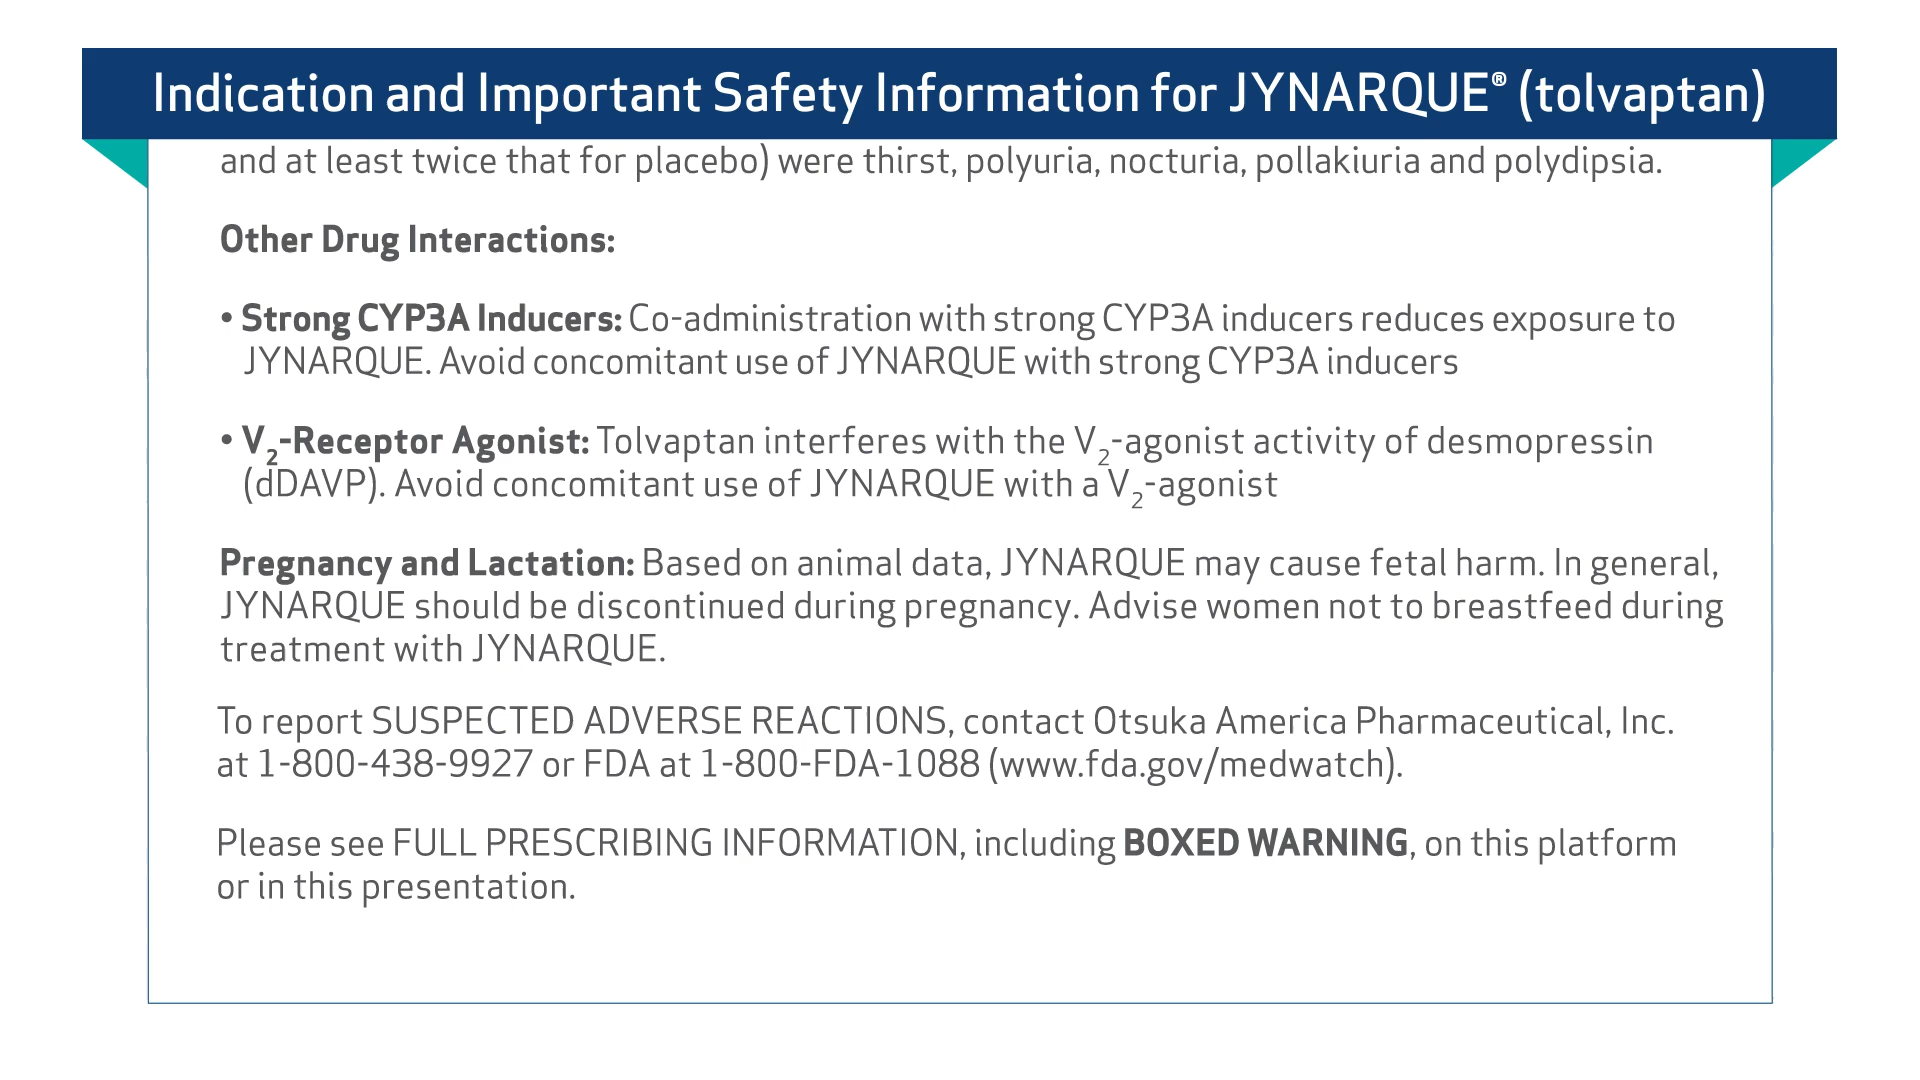 Indication and Important Safety Information for JYNARQUE® (tolvaptan)
and at least twice that for placebo) were thirst, polyuria, nocturia, pollakiuria and polydipsia.
Other Drug Interactions:
• Strong CYP3A Inducers: Co-administration with strong CYP3A inducers reduces exposure to
JYNARQUE. Avoid concomitant use of JYNARQUE with strong CYP3A inducers
• V₂-Receptor Agonist: Tolvaptan interferes with the V₂-agonist activity of desmopressin
(dDAVP). Avoid concomitant use of JYNARQUE with a V₂-agonist
Pregnancy and Lactation: Based on animal data, JYNARQUE may cause fetal harm. In general,
JYNARQUE should be discontinued during pregnancy. Advise women not to breastfeed during
treatment with JYNARQUE.
To report SUSPECTED ADVERSE REACTIONS, contact Otsuka America Pharmaceutical, Inc.
at 1-800-438-9927 or FDA at 1-800-FDA-1088 (www.fda.gov/medwatch).
Please see FULL PRESCRIBING INFORMATION, including BOXED WARNING, on this platform
or in this presentation.